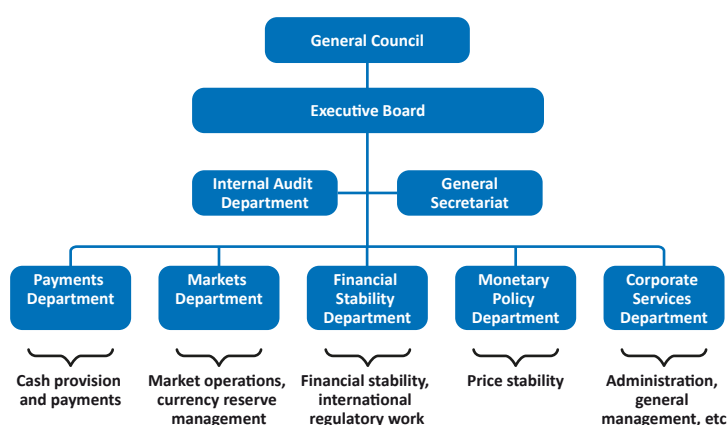 General Council
Executive Board
Internal Audit
Department
General
Secretariat
Payments
Department
Markets
Department
Financial
Stability
Department
Monetary
Policy
Department
Corporate
Services
Department
Cash provision
and payments
Market operations,
currency reserve
management
Financial stability,
international
regulatory work
Price stability
Administration,
general
management, etc